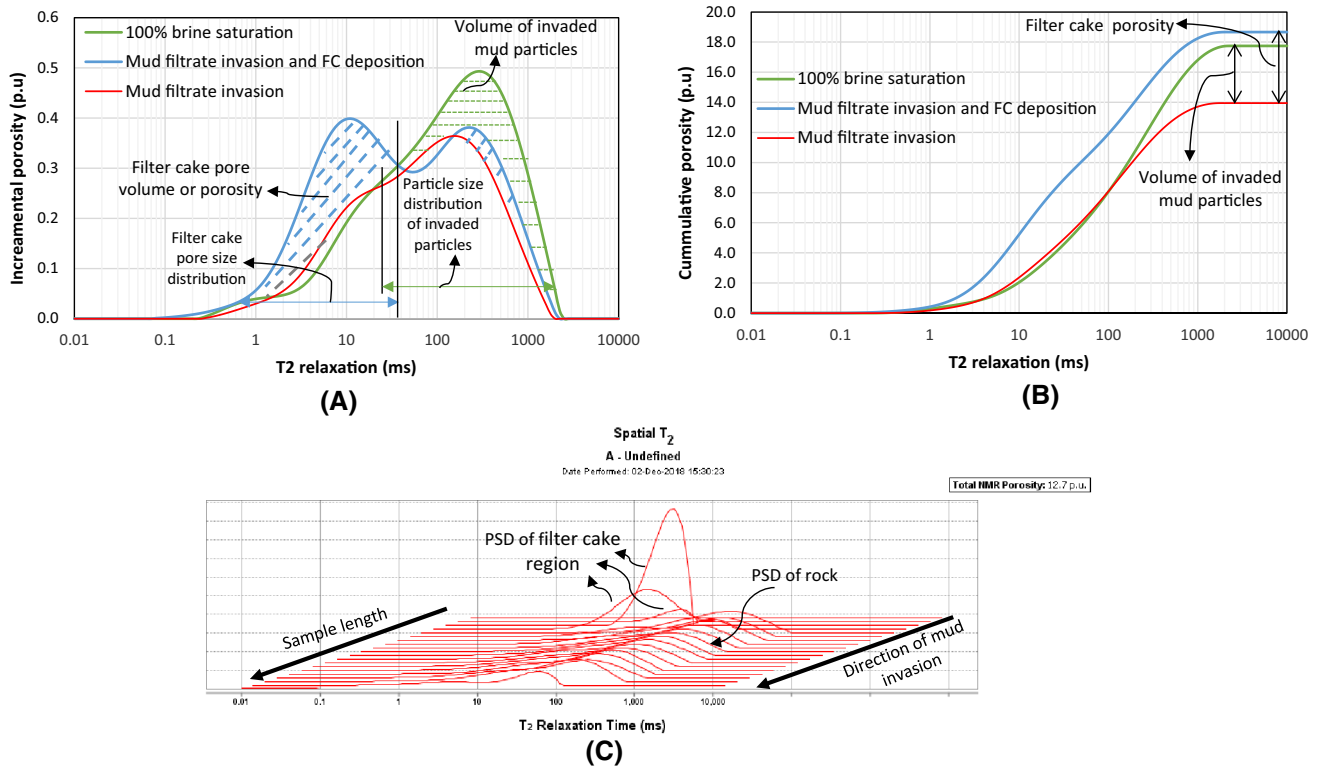 Increamental porosity (p.u)
0.6
0.5
0.4
0.3
0.2
0.1
0.0
100% brine saturation
Mud filtrate invasion and FC deposition
Mud filtrate invasion
Volume of invaded
mud particles
Filter cake pore
volume or porosity
Filter cake
pore size
distribution
Particle size
distribution
of invaded
particles
0.01 0.1 1 10 100 1000 10000
T2 relaxation (ms)
(A)
Cummulative porosity (p.u)
20.0
18.0
16.0
14.0
12.0
10.0
8.0
6.0
4.0
2.0
0.0
Filter cake
porosity
100% brine saturation
Mud filtrate invasion and FC deposition
Mud filtrate invasion
Volume of invaded
mud particles
0.01 0.1 1 10 100 1000 10000
T2 relaxation (ms)
(B)
Spatial T2
A - Undefined
Date Performed: 02-Dec-2018 15:30:23
Total NMR Porosity: 12.7 p.u.
PSD of filter cake
region
PSD of rock
Sample length
Direction of mud
invasion
0.01 0.1 1 10 100 1,000 10,000
T2 Relaxation Time (ms)
(C)